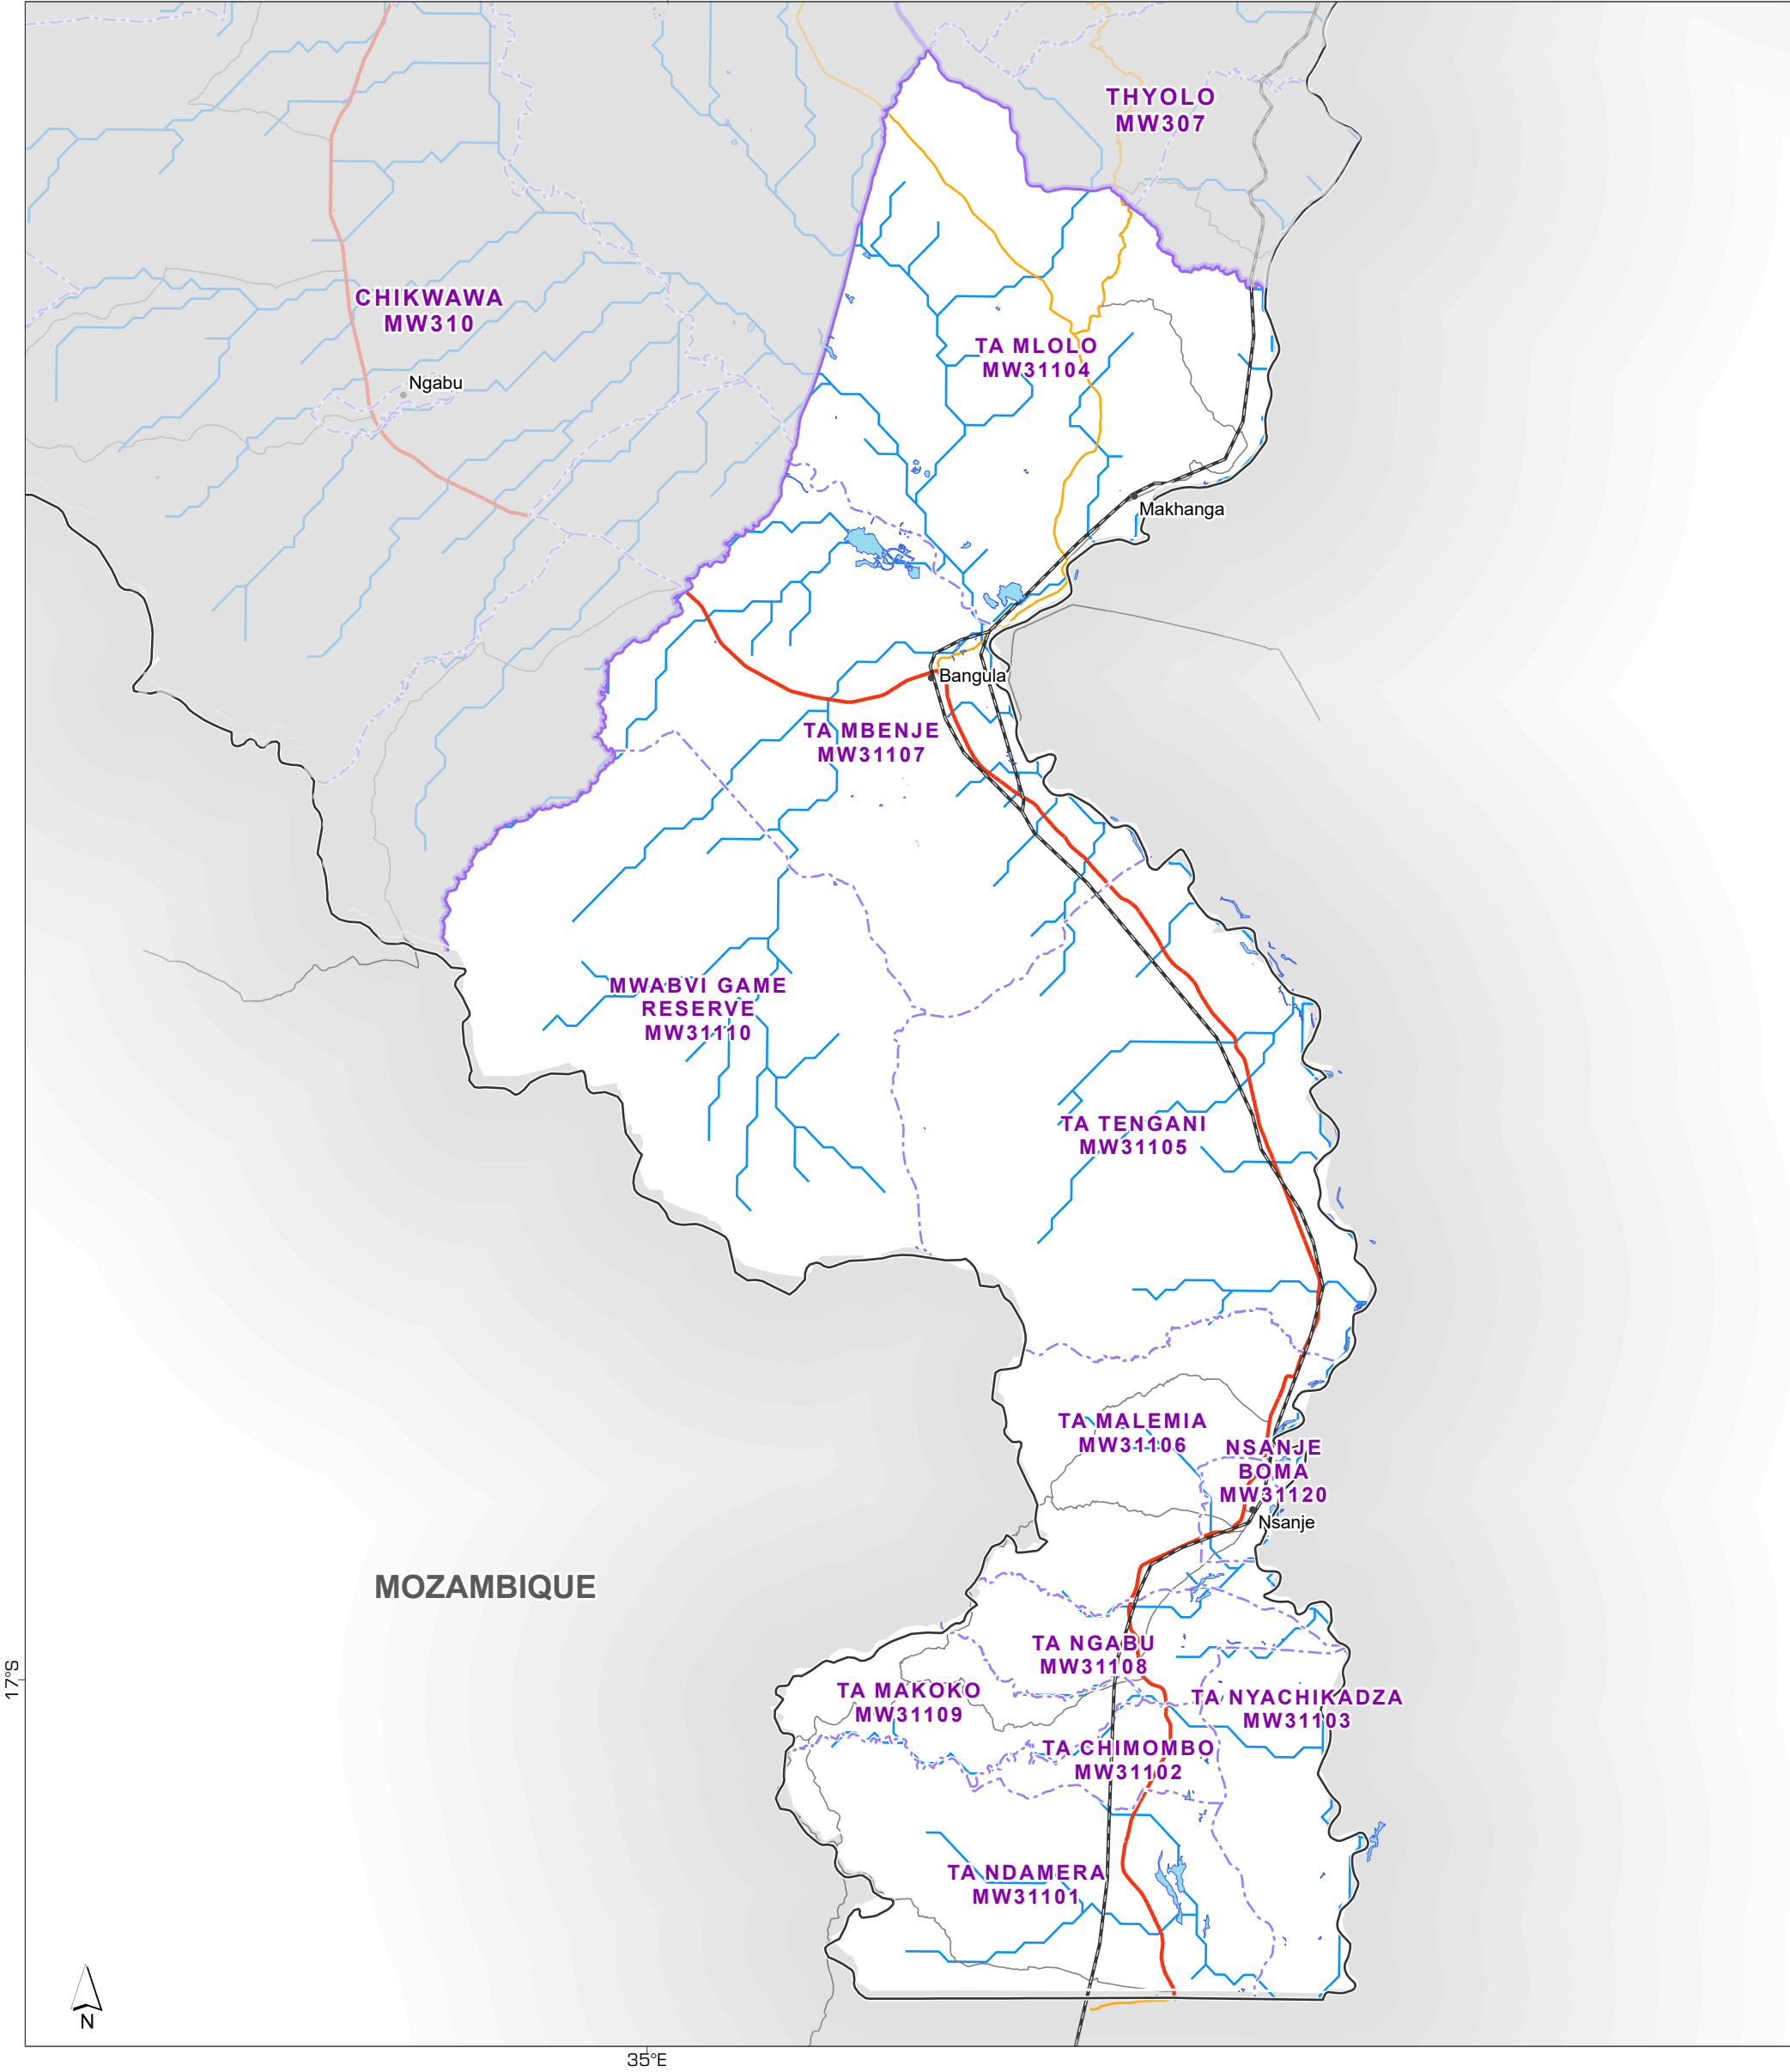 THYOLO
MW307
CHIKWAWA
MW310
TA MLOLO
MW31104
Ngabu
Makhanga
Bangula
TA MBENJE
MW31107
MWABVI GAME
RESERVE
MW31110
TA TENGANI
MW31105
TA MALEMIA
MW31106
NSANJE
BOMA
MW31120
Nsanje
MOZAMBIQUE
TA NGABU
MW31108
17°S
TA MAKOKO
MW31109
TA NYACHIKADZA
MW31103
TA CHIMOMBO
MW31102
TA NDAMERA
MW31101
N
35°E